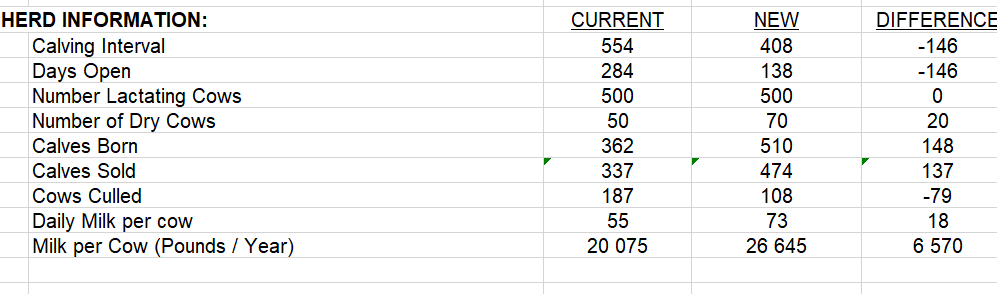 HERD INFORMATION: CURRENT NEW DIFFERENCE
Calving Interval 554 408 -146
Days Open 284 138 -146
Number Lactating Cows 500 500 0
Number of Dry Cows 50 70 20
Calves Born 362 510 148
Calves Sold 337 474 137
Cows Culled 187 108 -79
Daily Milk per cow 55 73 18
Milk per Cow (Pounds / Year) 20 075 26 645 6 570